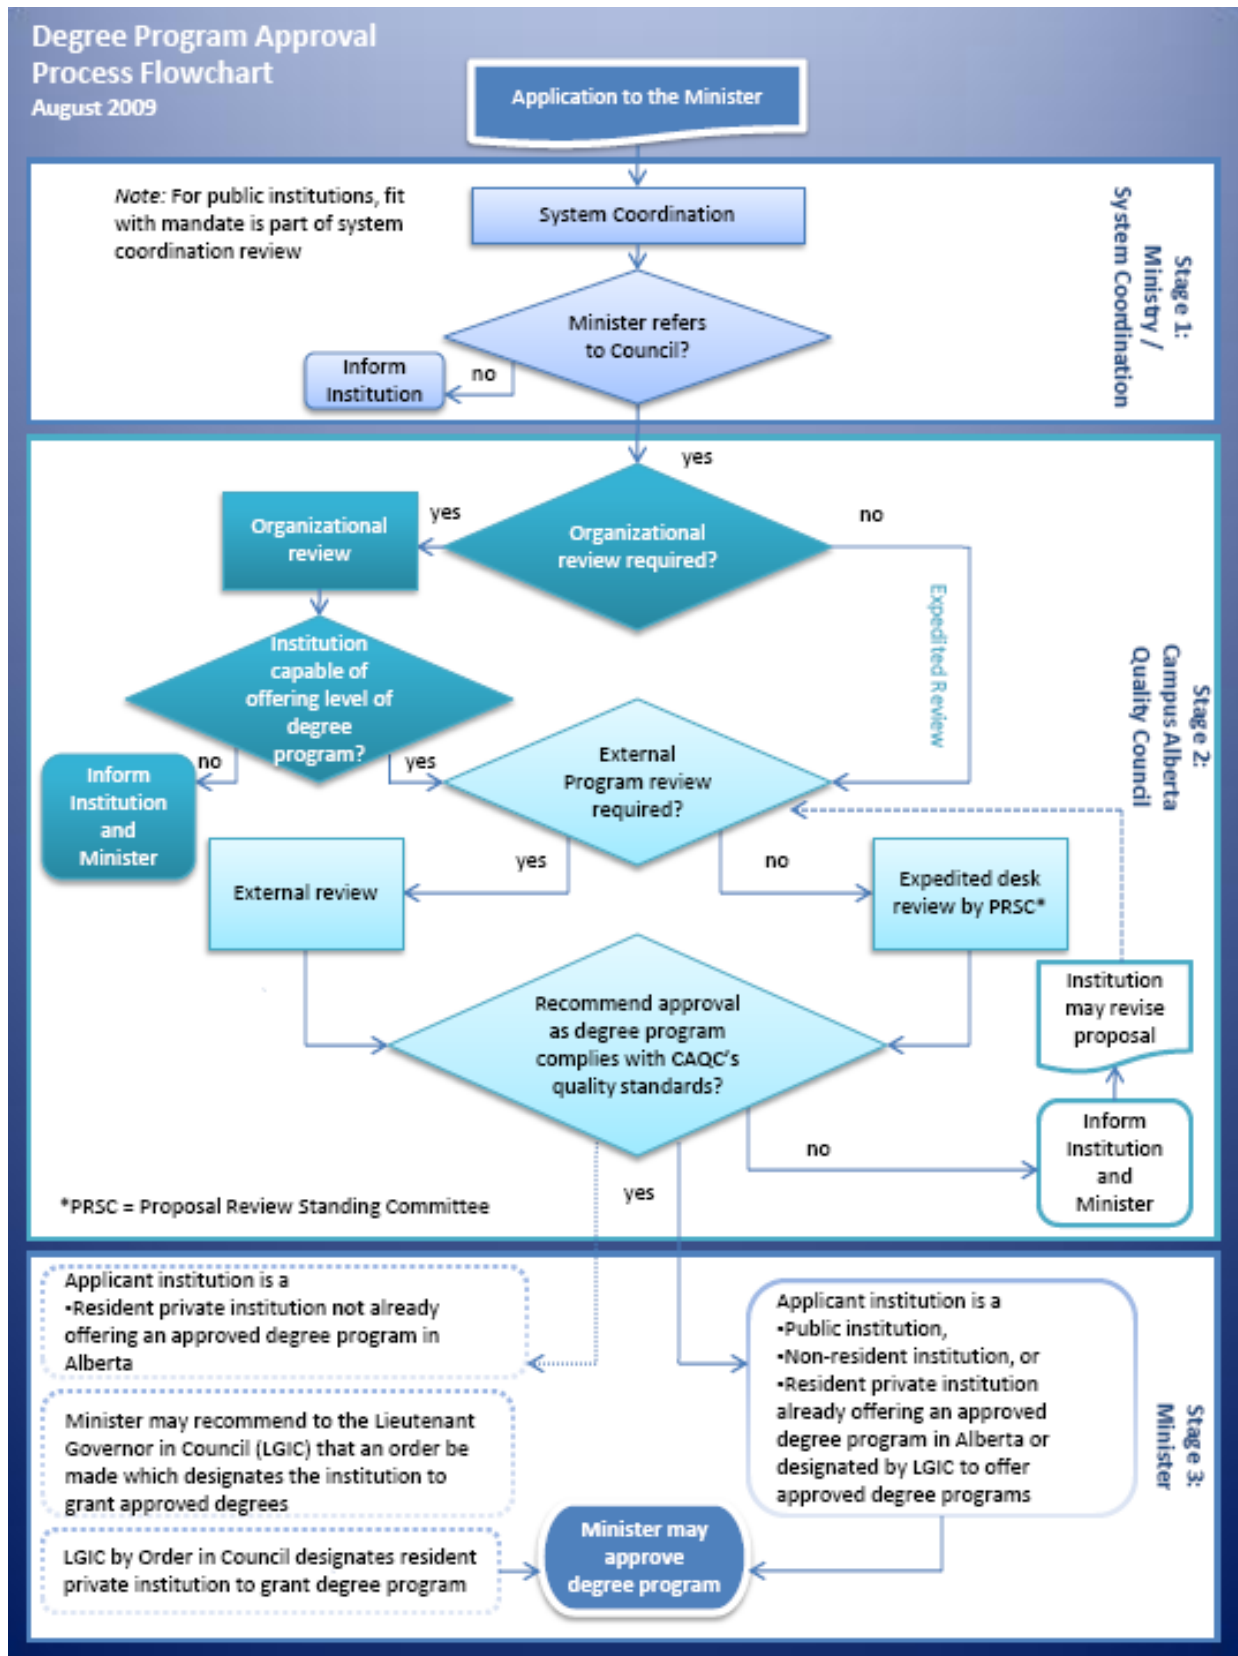 Degree Program Approval
Process Flowchart
August 2009
Application to the Minister
Note: For public institutions, fit
with mandate is part of system
coordination review
System Coordination
Stage 1:
Ministry /
System Coordination
Minister refers
to Council?
no
Inform
Institution
yes
Organizational
review required?
yes
Organizational
review
no
Expedited Review
Institution
capable of
offering level of
degree
program?
no
Inform
Institution
and
Minister
yes
External
Program review
required?
Stage 2:
Campus Alberta
Quality Council
yes
External review
no
Expedited desk
review by PRSC*
Recommend approval
as degree program
complies with CAQC's
quality standards?
Institution
may revise
proposal
no
Inform
Institution
and
Minister
yes
*PRSC = Proposal Review Standing Committee
Applicant institution is a
•Resident private institution not already
offering an approved degree program in
Alberta
Minister may recommend to the Lieutenant
Governor in Council (LGIC) that an order be
made which designates the institution to
grant approved degrees
LGIC by Order in Council designates resident
private institution to grant degree program
Applicant institution is a
•Public institution,
•Non-resident institution, or
•Resident private institution
already offering an approved
degree program in Alberta or
designated by LGIC to offer
approved degree programs
Stage 3:
Minister
Minister may
approve
degree program